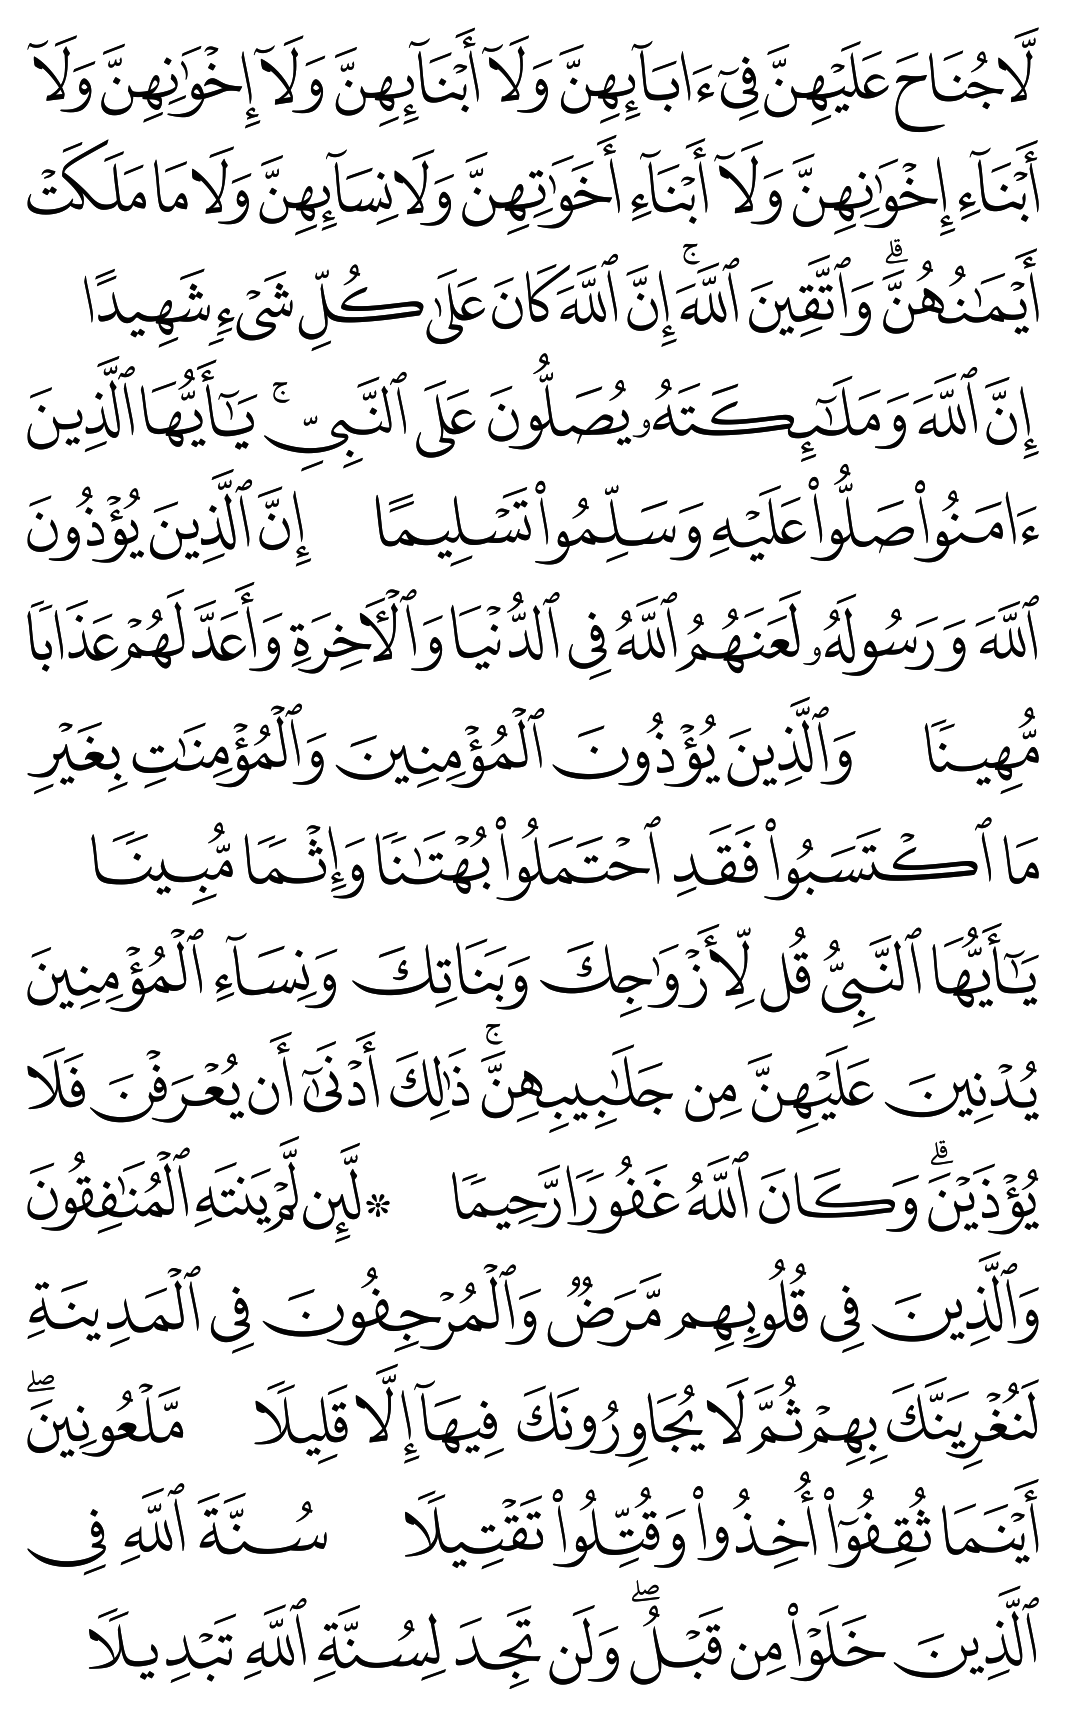 لَّا جُنَاحَ عَلَيْهِنَّ فِىٓ ءَابَآئِهِنَّ وَلَآ أَبْنَآئِهِنَّ وَلَآ إِخْوَٰنِهِنَّ وَلَآ
أَبْنَآءِ إِخْوَٰنِهِنَّ وَلَآ أَبْنَآءِ أَخَوَٰتِهِنَّ وَلَا نِسَآئِهِنَّ وَلَا مَا مَلَكَتْ
أَيْمَٰنُهُنَّ ۗ وَٱتَّقِينَ ٱللَّهَ ۚ إِنَّ ٱللَّهَ كَانَ عَلَىٰ كُلِّ شَىْءٍ شَهِيدًا
إِنَّ ٱللَّهَ وَمَلَٰٓئِكَتَهُۥ يُصَلُّونَ عَلَى ٱلنَّبِىِّ ۚ يَٰٓأَيُّهَا ٱلَّذِينَ
ءَامَنُوا۟ صَلُّوا۟ عَلَيْهِ وَسَلِّمُوا۟ تَسْلِيمًا إِنَّ ٱلَّذِينَ يُؤْذُونَ
ٱللَّهَ وَرَسُولَهُۥ لَعَنَهُمُ ٱللَّهُ فِى ٱلدُّنْيَا وَٱلْـَٔاخِرَةِ وَأَعَدَّ لَهُمْ عَذَابًا
مُّهِينًا وَٱلَّذِينَ يُؤْذُونَ ٱلْمُؤْمِنِينَ وَٱلْمُؤْمِنَٰتِ بِغَيْرِ
مَا ٱكْتَسَبُوا۟ فَقَدِ ٱحْتَمَلُوا۟ بُهْتَٰنًا وَإِثْمًا مُّبِينًا
يَٰٓأَيُّهَا ٱلنَّبِىُّ قُل لِّأَزْوَٰجِكَ وَبَنَاتِكَ وَنِسَآءِ ٱلْمُؤْمِنِينَ
يُدْنِينَ عَلَيْهِنَّ مِن جَلَٰبِيبِهِنَّ ۚ ذَٰلِكَ أَدْنَىٰٓ أَن يُعْرَفْنَ فَلَا
يُؤْذَيْنَ ۗ وَكَانَ ٱللَّهُ غَفُورًا رَّحِيمًا ۞ لَّئِن لَّمْ يَنتَهِ ٱلْمُنَٰفِقُونَ
وَٱلَّذِينَ فِى قُلُوبِهِم مَّرَضٌ وَٱلْمُرْجِفُونَ فِى ٱلْمَدِينَةِ
لَنُغْرِيَنَّكَ بِهِمْ ثُمَّ لَا يُجَاوِرُونَكَ فِيهَآ إِلَّا قَلِيلًا مَّلْعُونِينَ ۖ
أَيْنَمَا ثُقِفُوٓا۟ أُخِذُوا۟ وَقُتِّلُوا۟ تَقْتِيلًا سُنَّةَ ٱللَّهِ فِى
ٱلَّذِينَ خَلَوْا۟ مِن قَبْلُ ۖ وَلَن تَجِدَ لِسُنَّةِ ٱللَّهِ تَبْدِيلًا